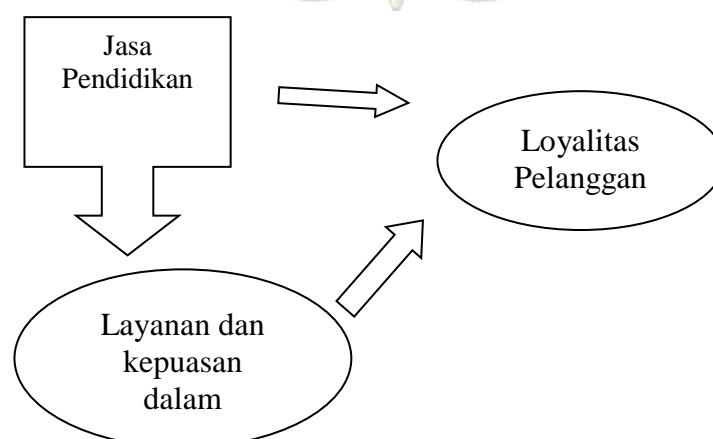 Jasa
Pendidikan
Loyalitas
Pelanggan
Layanan dan
kepuasan
dalam